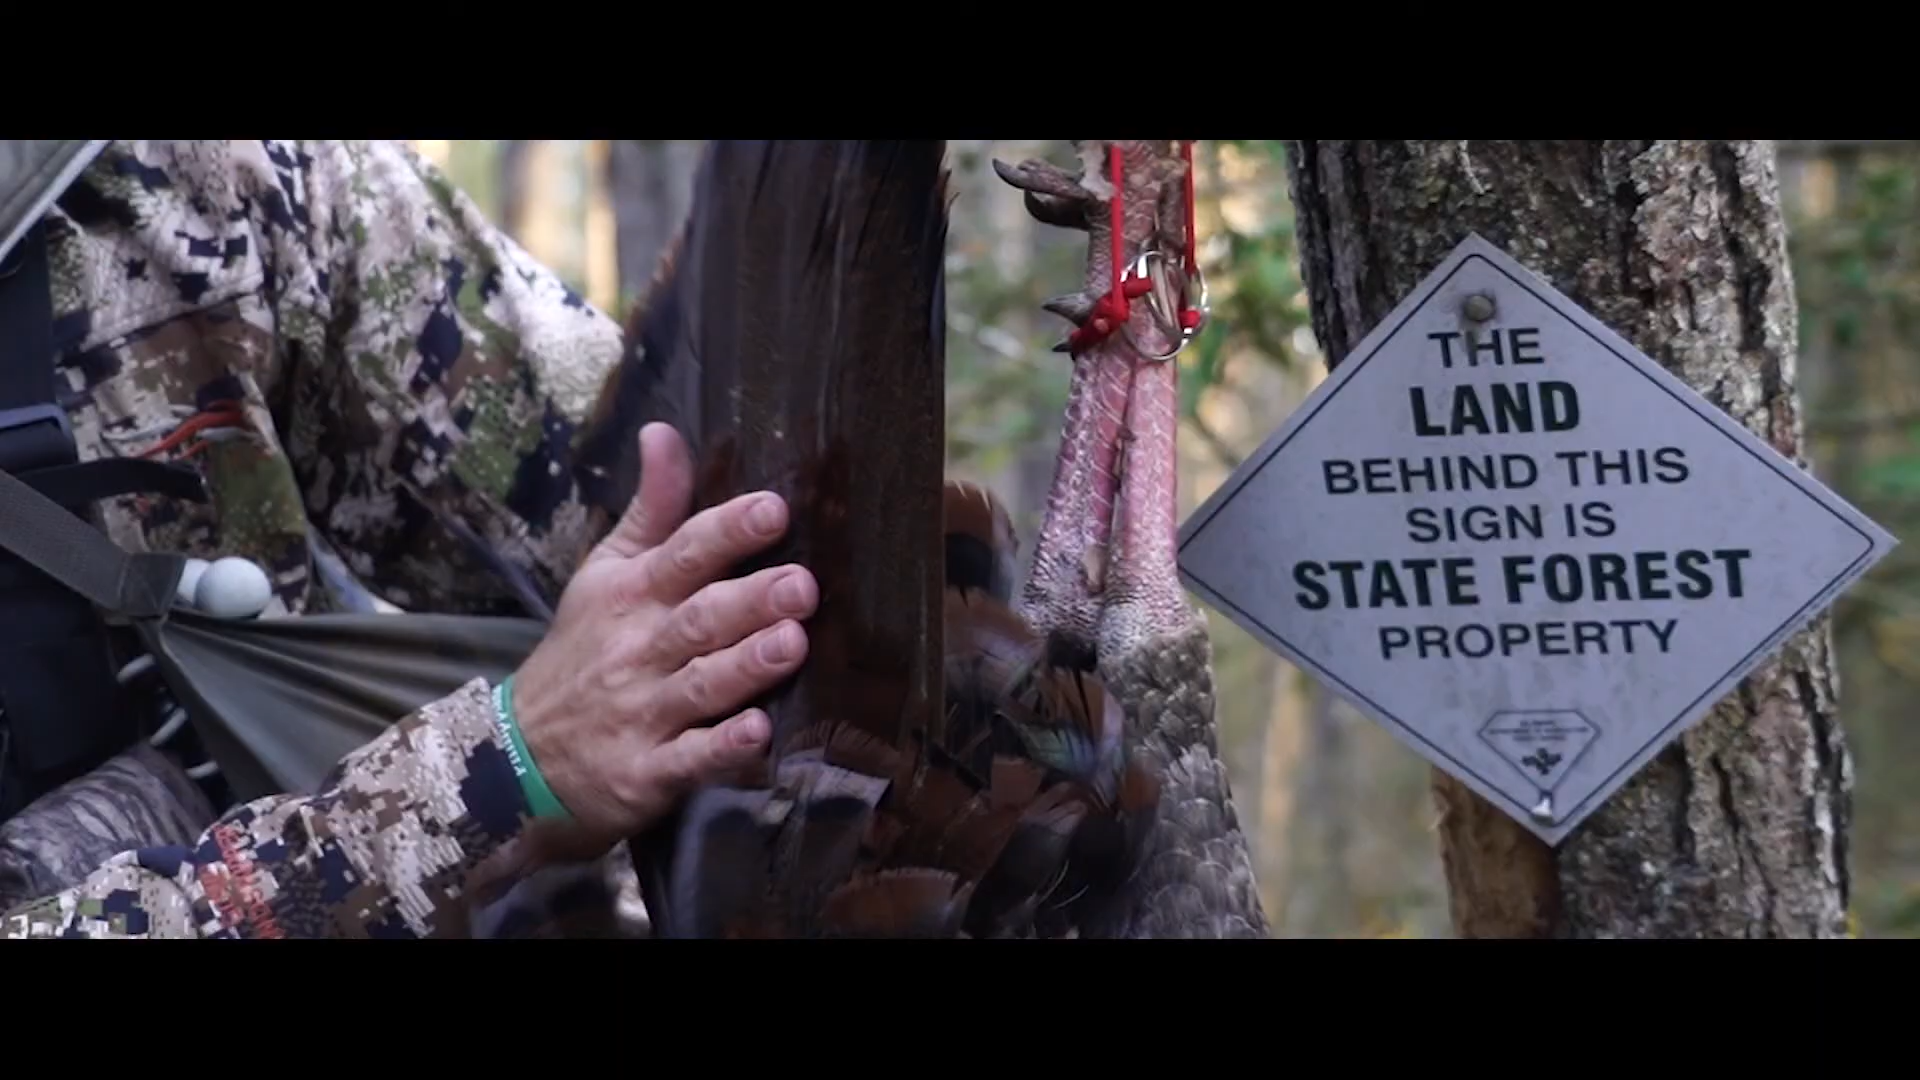 THE
LAND
BEHIND THIS
SIGN IS
STATE FOREST
PROPERTY